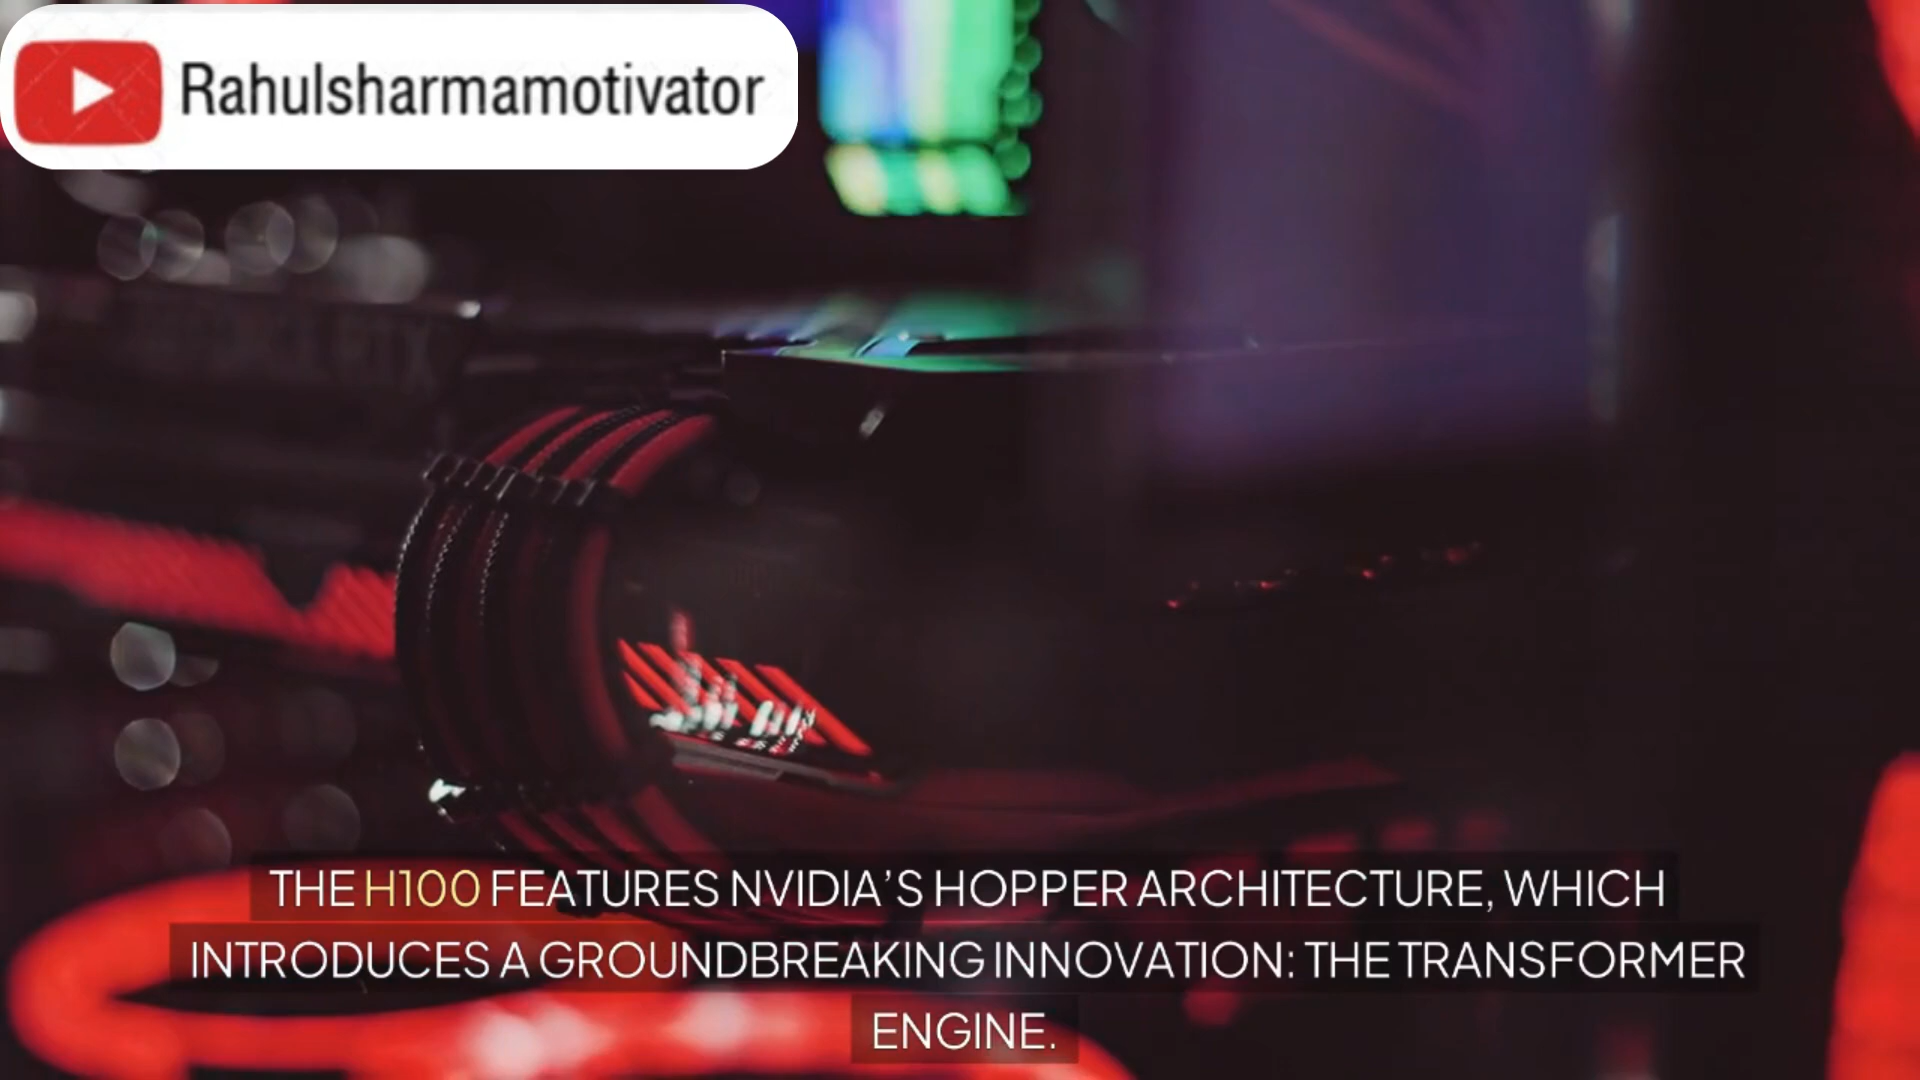 Rahulsharmamotivator
THE H100 FEATURES NVIDIA’S HOPPER ARCHITECTURE, WHICH
INTRODUCES A GROUNDBREAKING INNOVATION: THE TRANSFORMER
ENGINE.